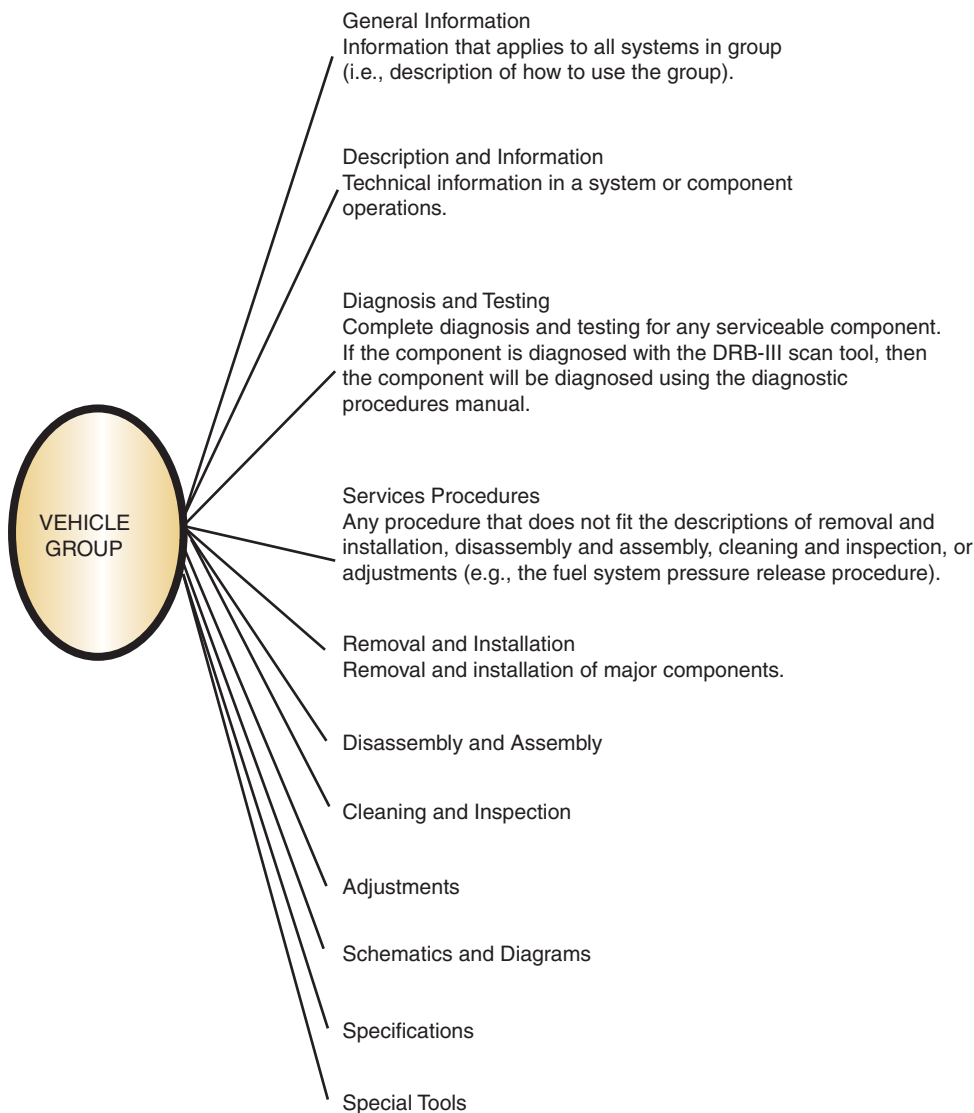 General Information
Information that applies to all systems in group
(i.e., description of how to use the group).
Description and Information
Technical information in a system or component
operations.
Diagnosis and Testing
Complete diagnosis and testing for any serviceable component.
If the component is diagnosed with the DRB-III scan tool, then
the component will be diagnosed using the diagnostic
procedures manual.
VEHICLE
GROUP
Services Procedures
Any procedure that does not fit the descriptions of removal and
installation, disassembly and assembly, cleaning and inspection, or
adjustments (e.g., the fuel system pressure release procedure).
Removal and Installation
Removal and installation of major components.
Disassembly and Assembly
Cleaning and Inspection
Adjustments
Schematics and Diagrams
Specifications
Special Tools